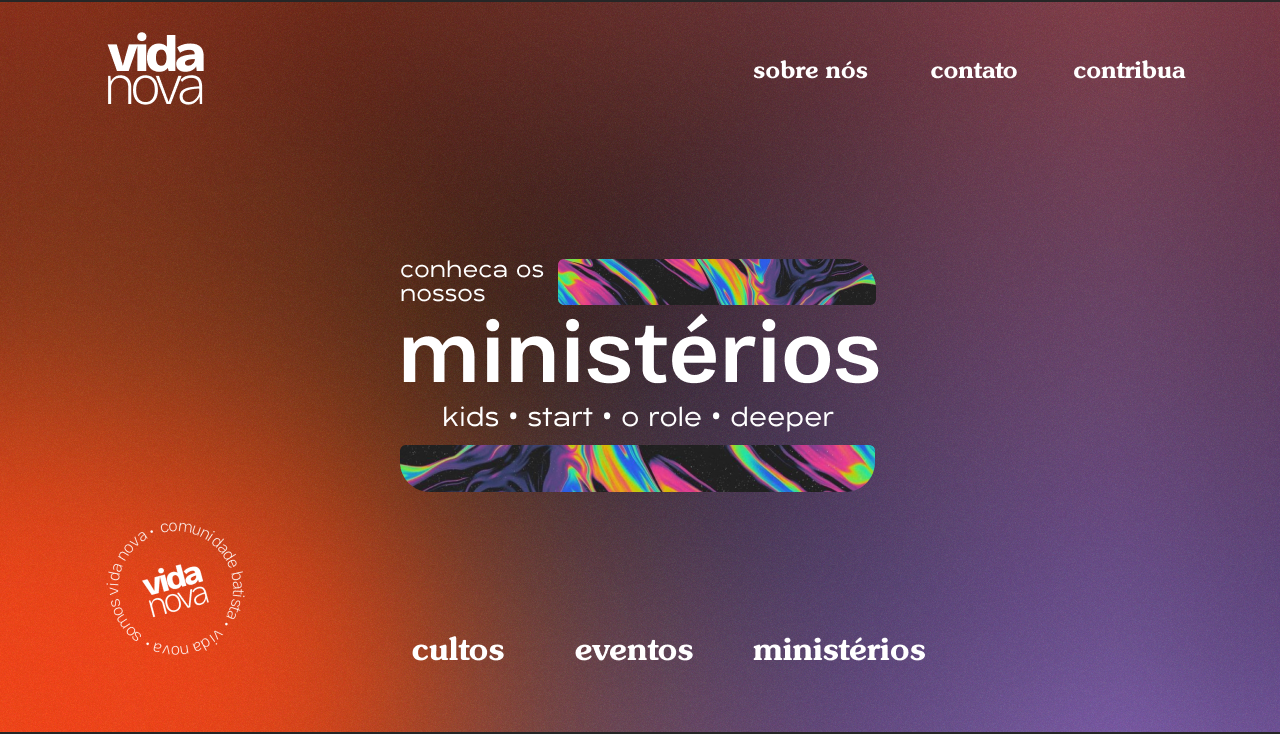 vida
nova
sobre nós
contato
contribua
conheca os
nossos
ministérios
kids • start • o role • deeper
comunidade batista • vida nova • somos vida nova •
vida
nova
cultos
eventos
ministérios